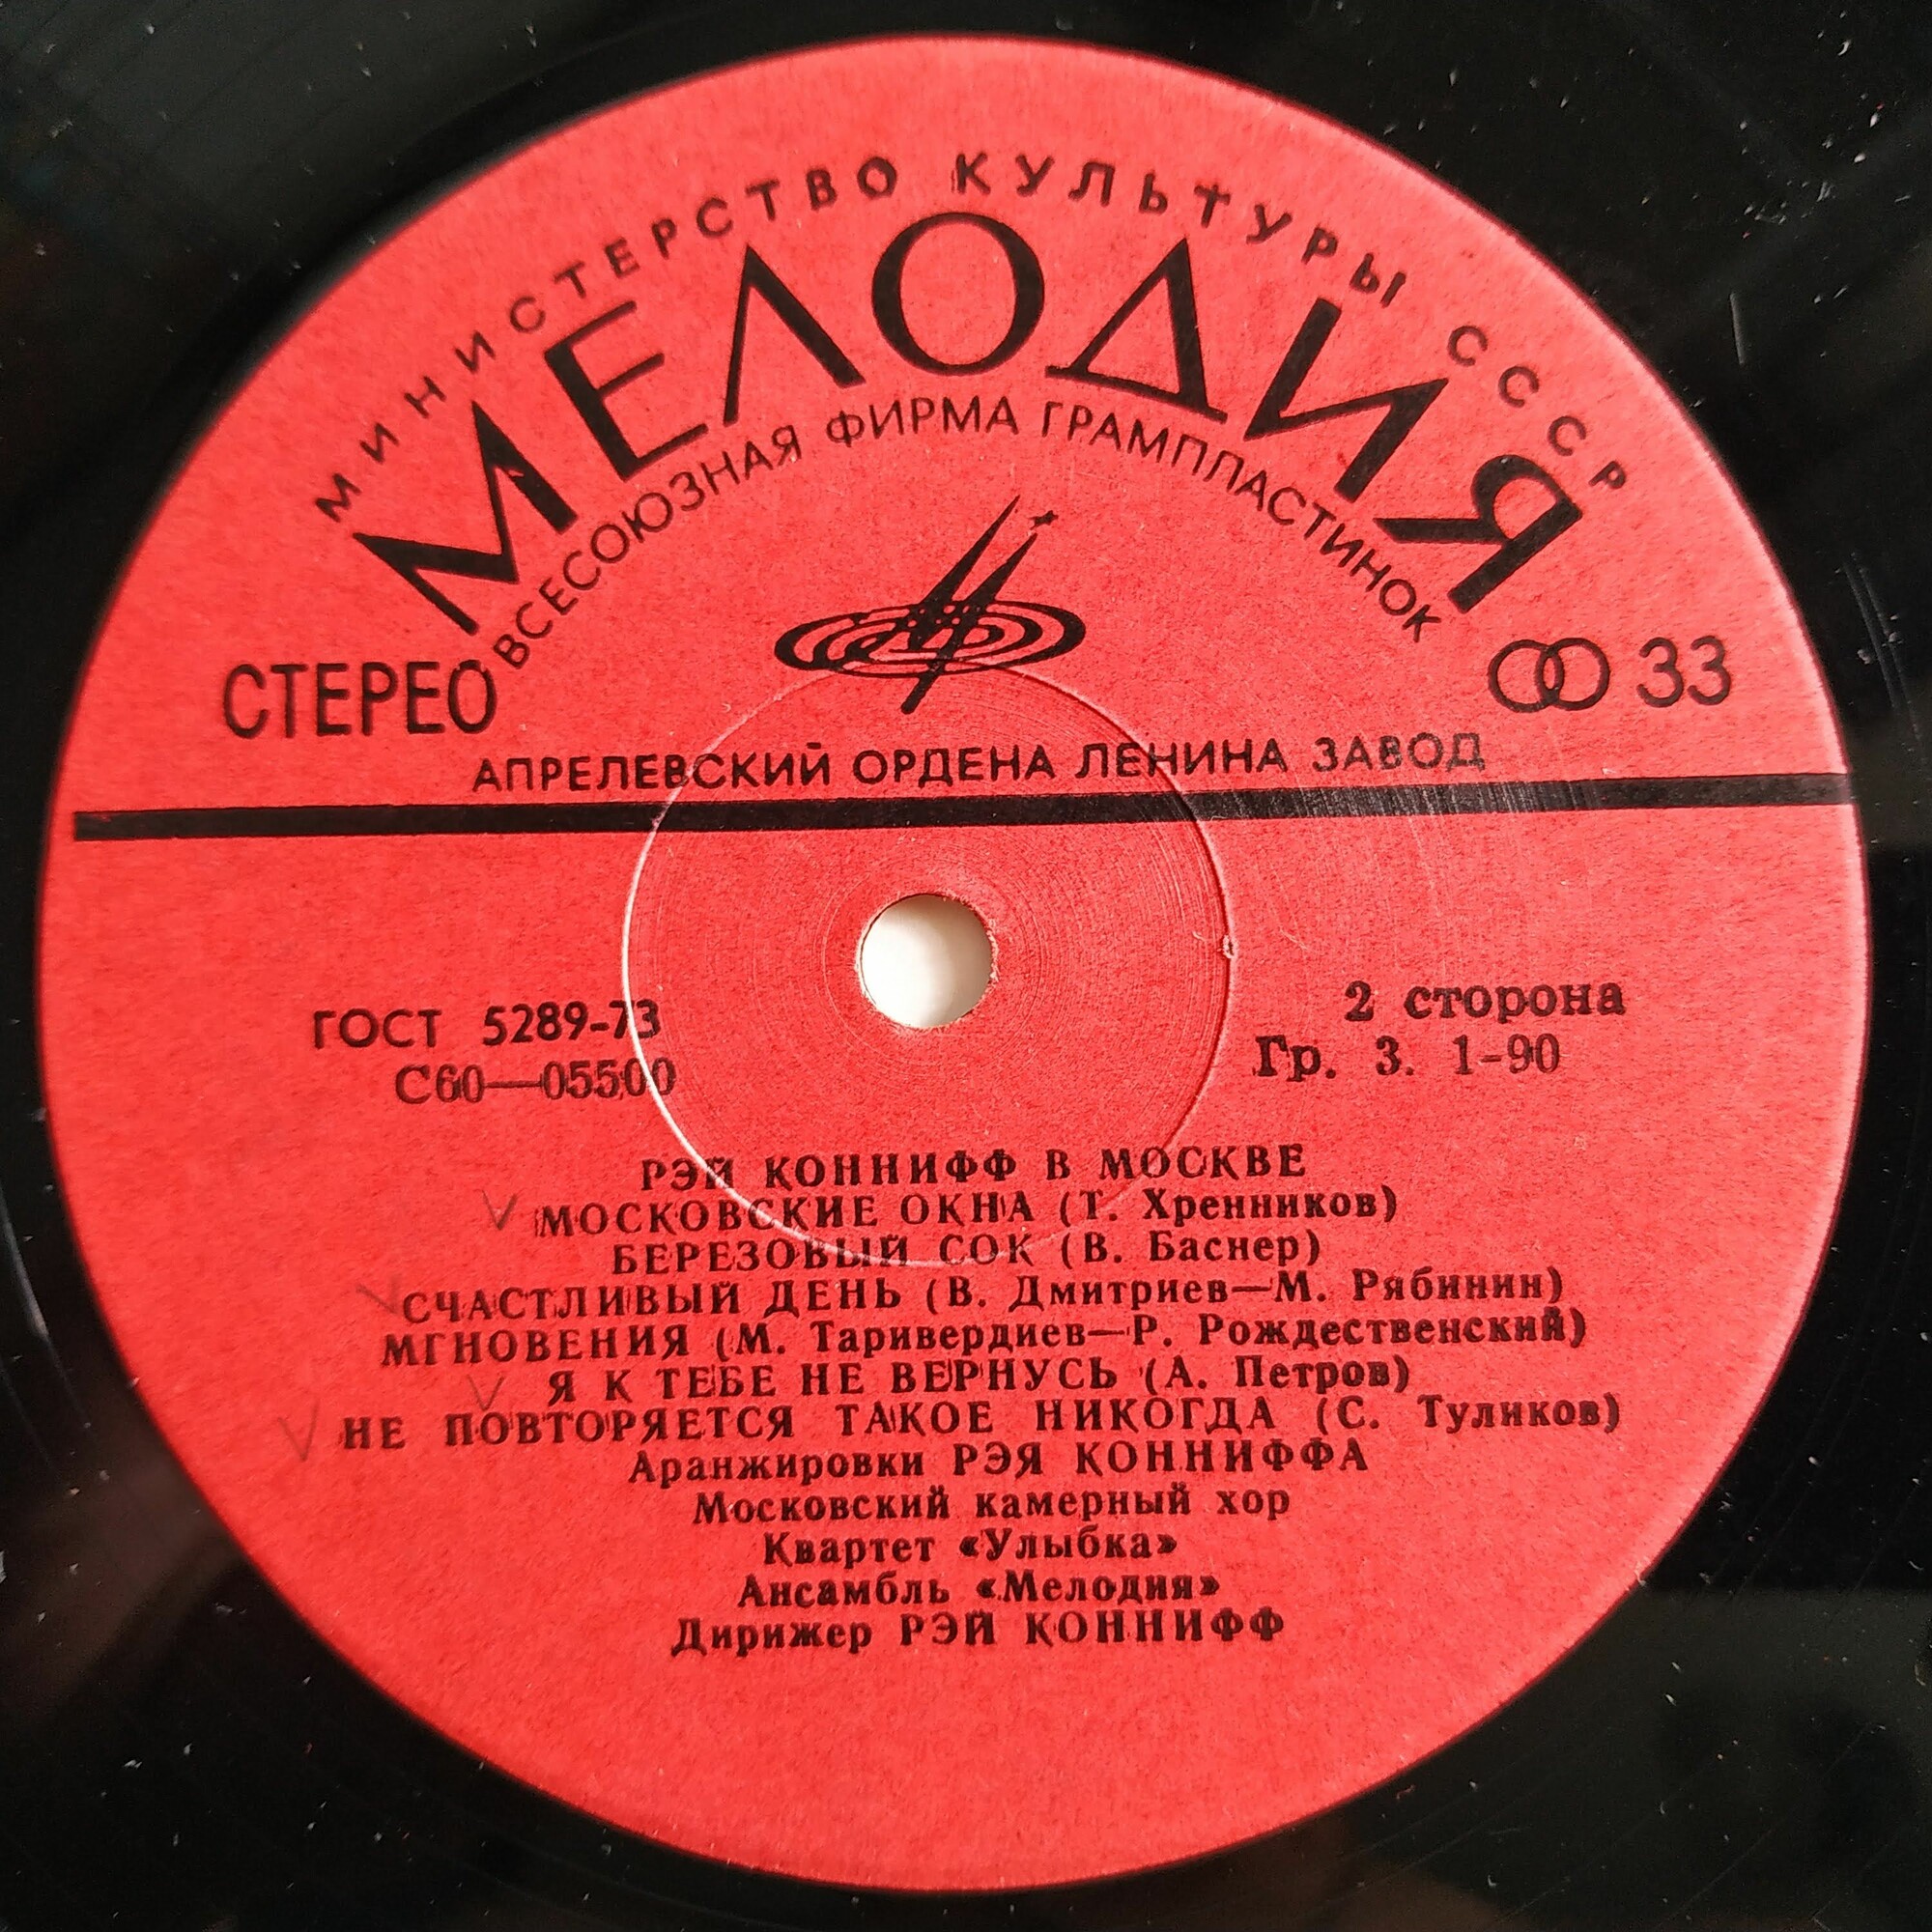 МИНИСТЕРСТВО КУЛЬТУРЫ СССР
МЕЛОДИЯ
ВСЕСОЮЗНАЯ ФИРМА ГРАМПЛАСТИНОК
СТЕРЕО
33
АПРЕЛЕВСКИЙ ОРДЕНА ЛЕНИНА ЗАВОД
ГОСТ 5289-73
С60—05500
2 сторона
Гр. 3. 1-90
РЭЙ КОННИФФ В МОСКВЕ
МОСКОВСКИЕ ОКНА (Т. Хренников)
БЕРЕЗОВЫЙ СОК (В. Баснер)
СЧАСТЛИВЫЙ ДЕНЬ (В. Дмитриев—М. Рябинин)
МГНОВЕНИЯ (М. Таривердиев—Р. Рождественский)
Я К ТЕБЕ НЕ ВЕРНУСЬ (А. Петров)
НЕ ПОВТОРЯЕТСЯ ТАКОЕ НИКОГДА (С. Туликов)
Аранжировки РЭЯ КОННИФФА
Московский камерный хор
Квартет «Улыбка»
Ансамбль «Мелодия»
Дирижер РЭЙ КОННИФФ